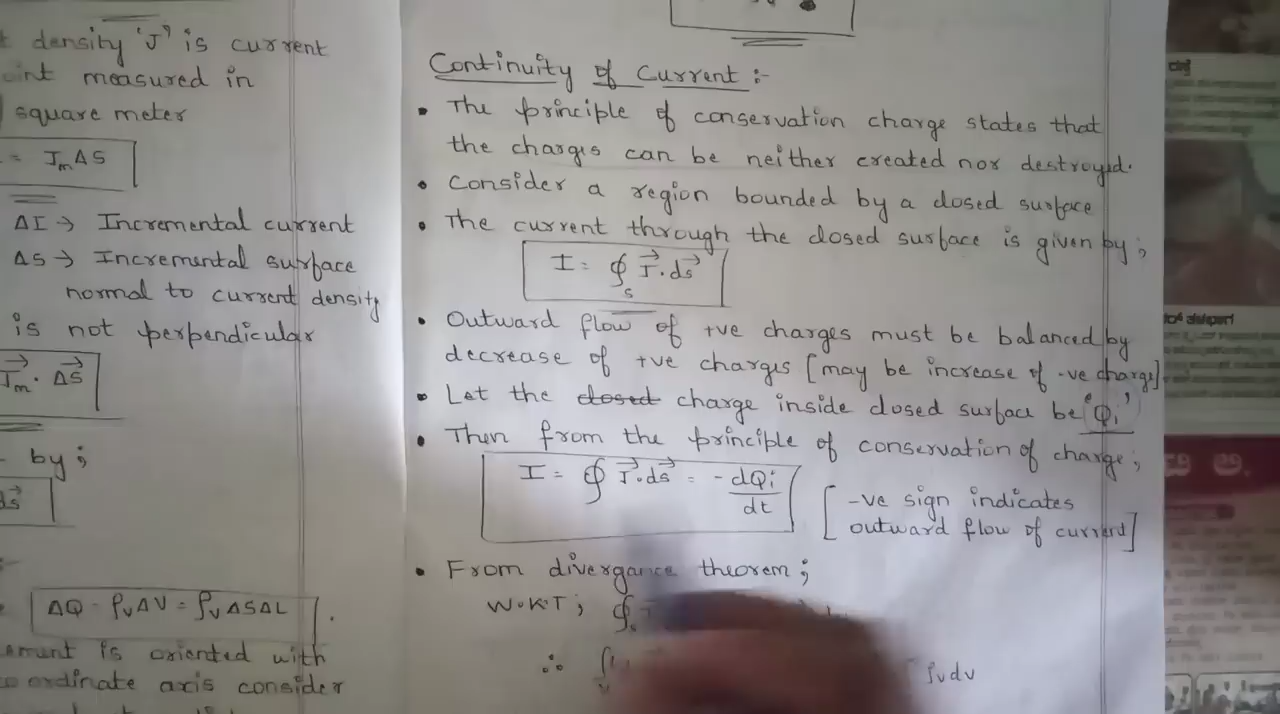 density 'J' is current
measured in
square meter
= JmΔS
ΔI → Incremental current
ΔS → Incremental surface
normal to current density
is not perpendicular
Jm⃗ · ΔS⃗
by ;
ds⃗
ΔQ = ρvΔV = ρvΔSΔL
is oriented with
axis consider
Continuity of Current :-
• The principle of conservation charge states that
the charges can be neither created nor destroyed.
• Consider a region bounded by a closed surface
• The current through the closed surface is given by ;
I = ∮s J⃗ · ds⃗
• Outward flow of +ve charges must be balanced by
decrease of +ve charges [may be increase of -ve charge]
• Let the closed charge inside closed surface be 'Qi'
• Then from the principle of conservation of charge ;
I = ∮ J⃗ · ds⃗ = - dQi/dt [-ve sign indicates
outward flow of current]
• From divergance theorem ;
W.K.T ; ∮
∴ ∫v ρv dv